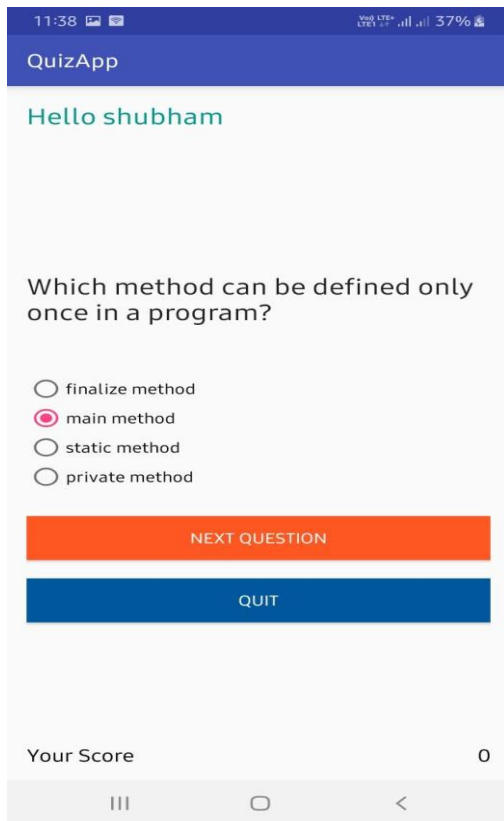 11:38 37%
QuizApp
Hello shubham
Which method can be defined only
once in a program?
finalize method
main method
static method
private method
NEXT QUESTION
QUIT
Your Score 0